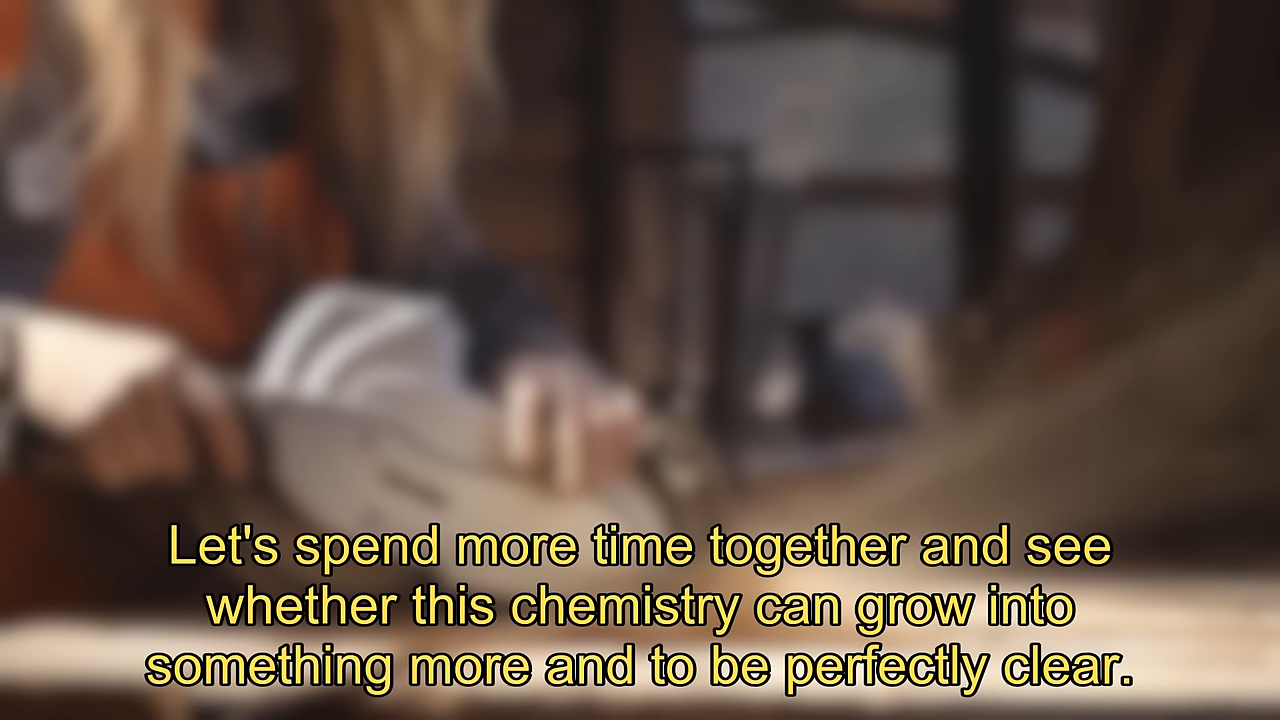 Let's spend more time together and see
whether this chemistry can grow into
something more and to be perfectly clear.